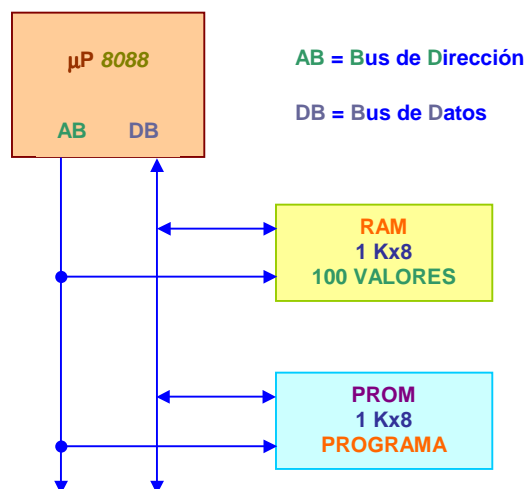 µP 8088
AB DB
AB = Bus de Dirección
DB = Bus de Datos
RAM
1 Kx8
100 VALORES
PROM
1 Kx8
PROGRAMA